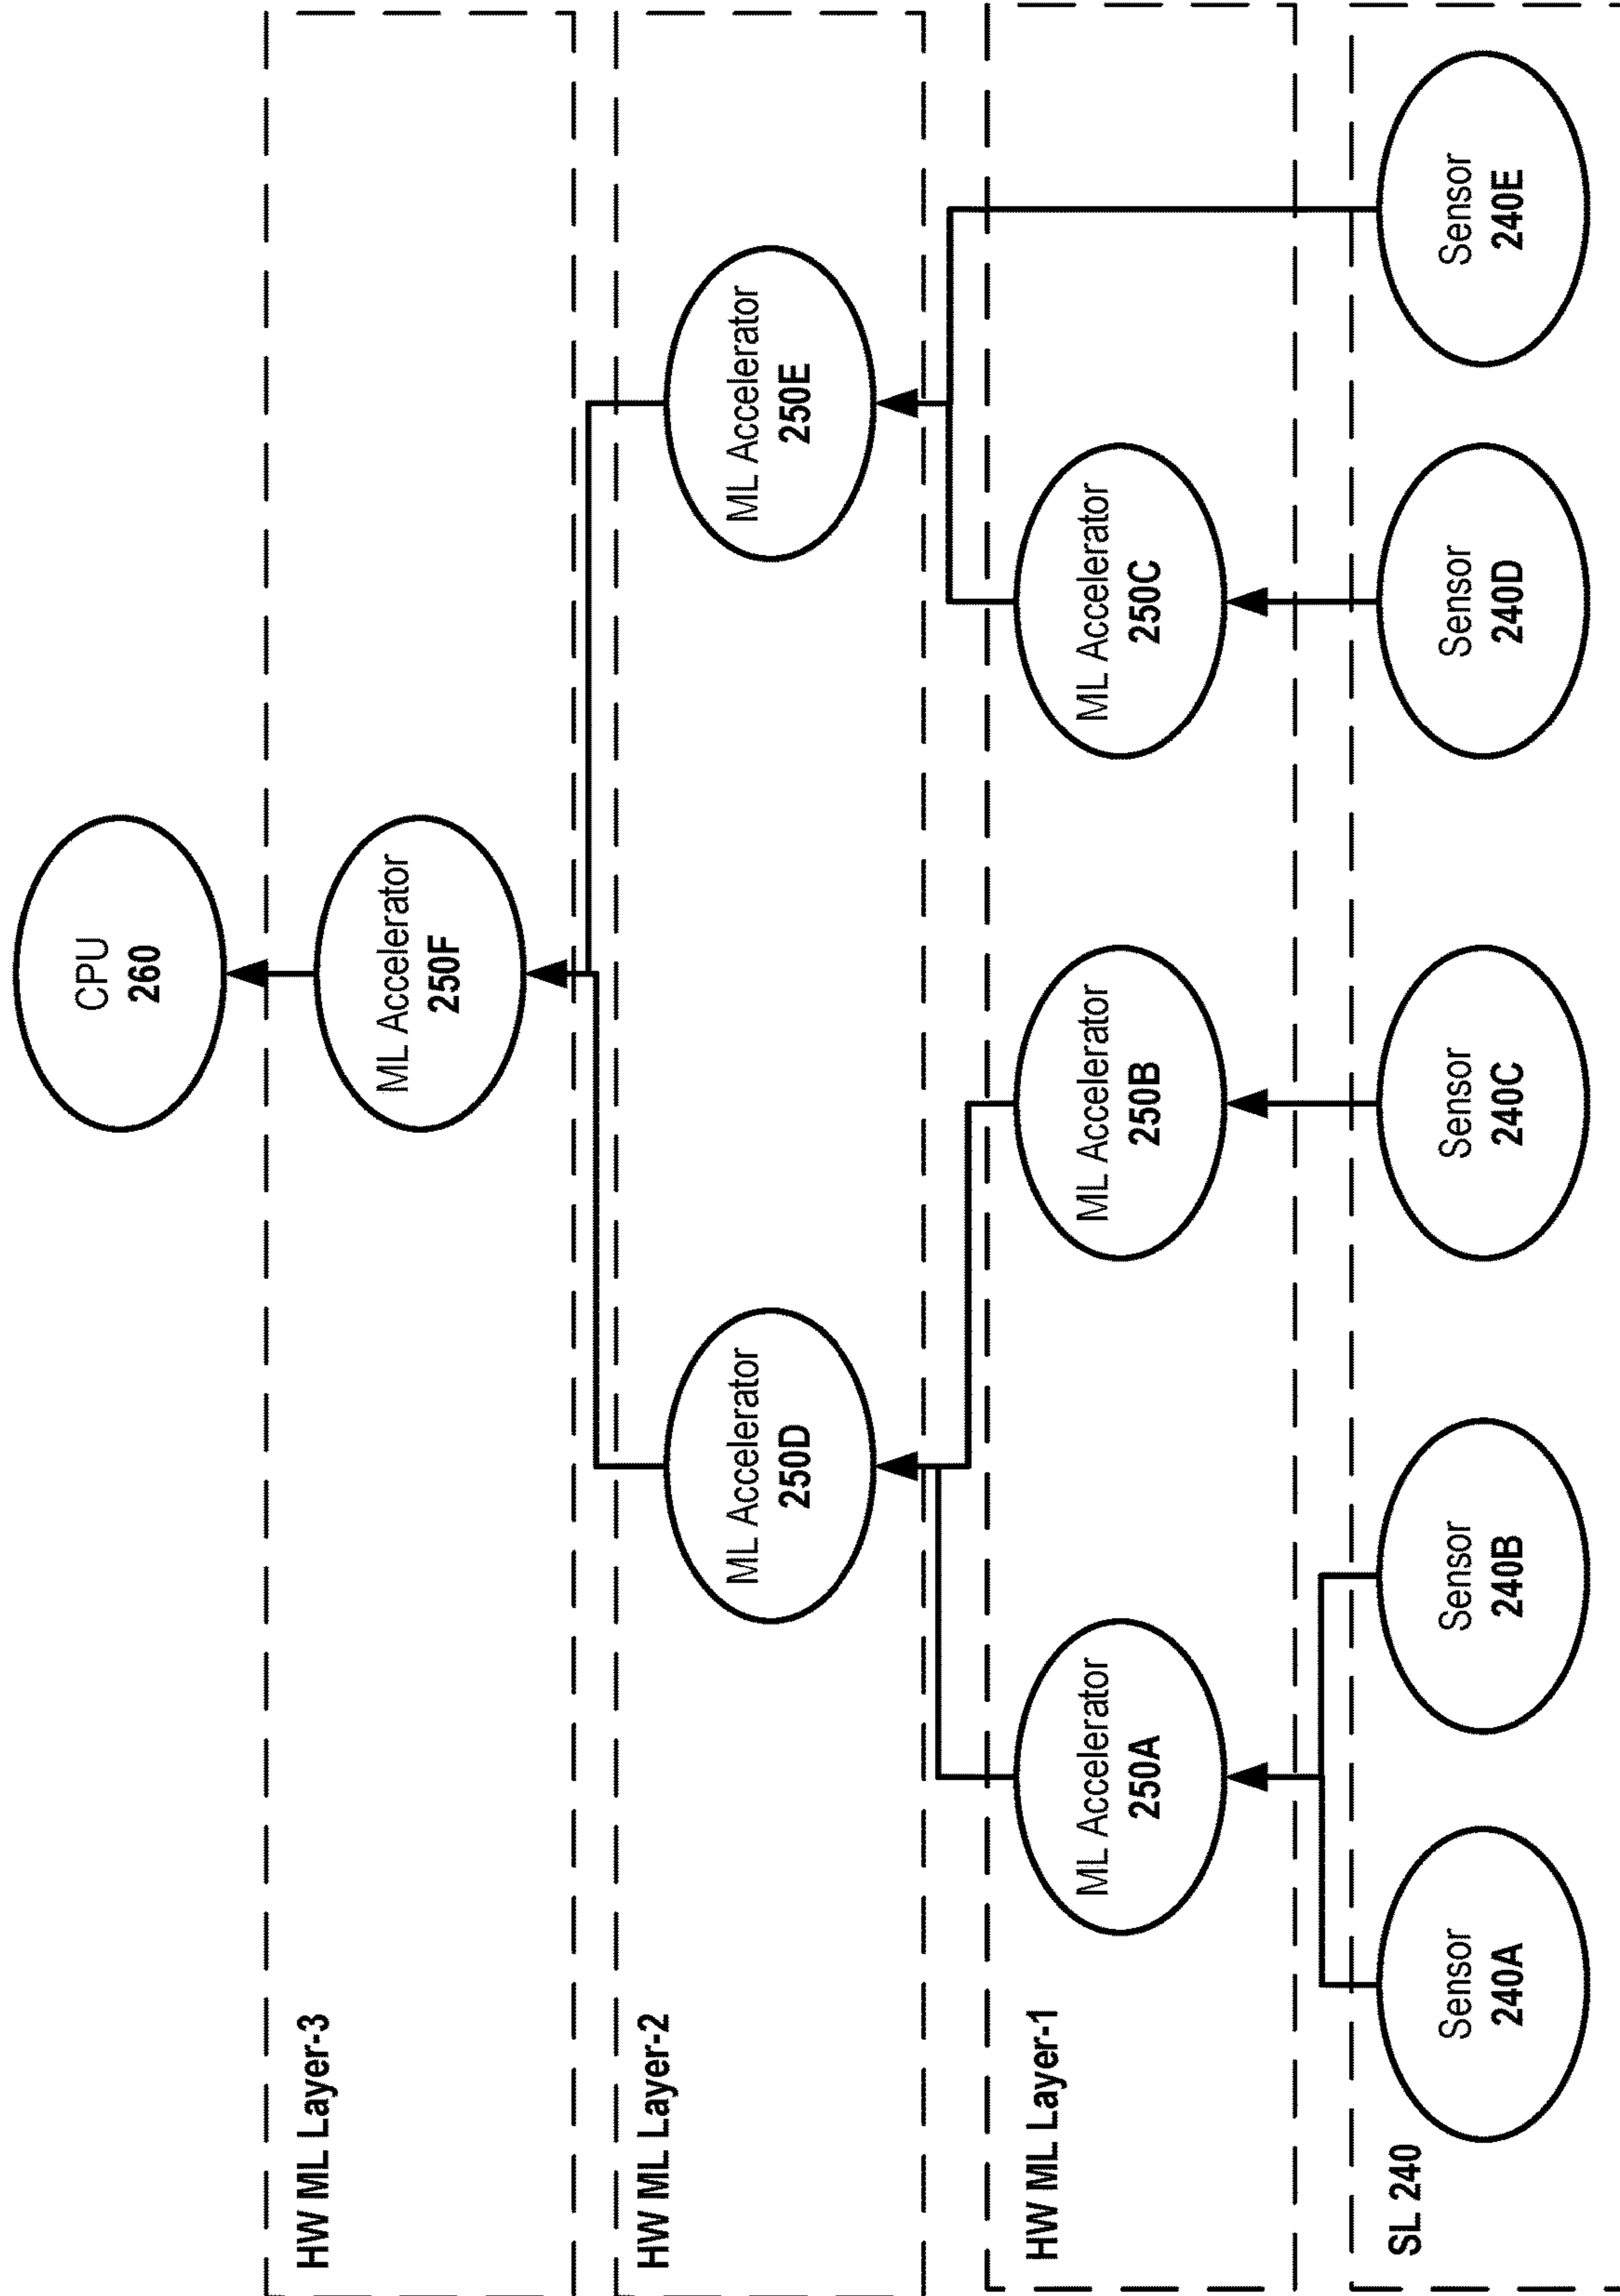 CPU
260
HW ML Layer-3
ML Accelerator
250F
HW ML Layer-2
ML Accelerator
250D
ML Accelerator
250E
HW ML Layer-1
ML Accelerator
250A
ML Accelerator
250B
ML Accelerator
250C
SL 240
Sensor
240A
Sensor
240B
Sensor
240C
Sensor
240D
Sensor
240E